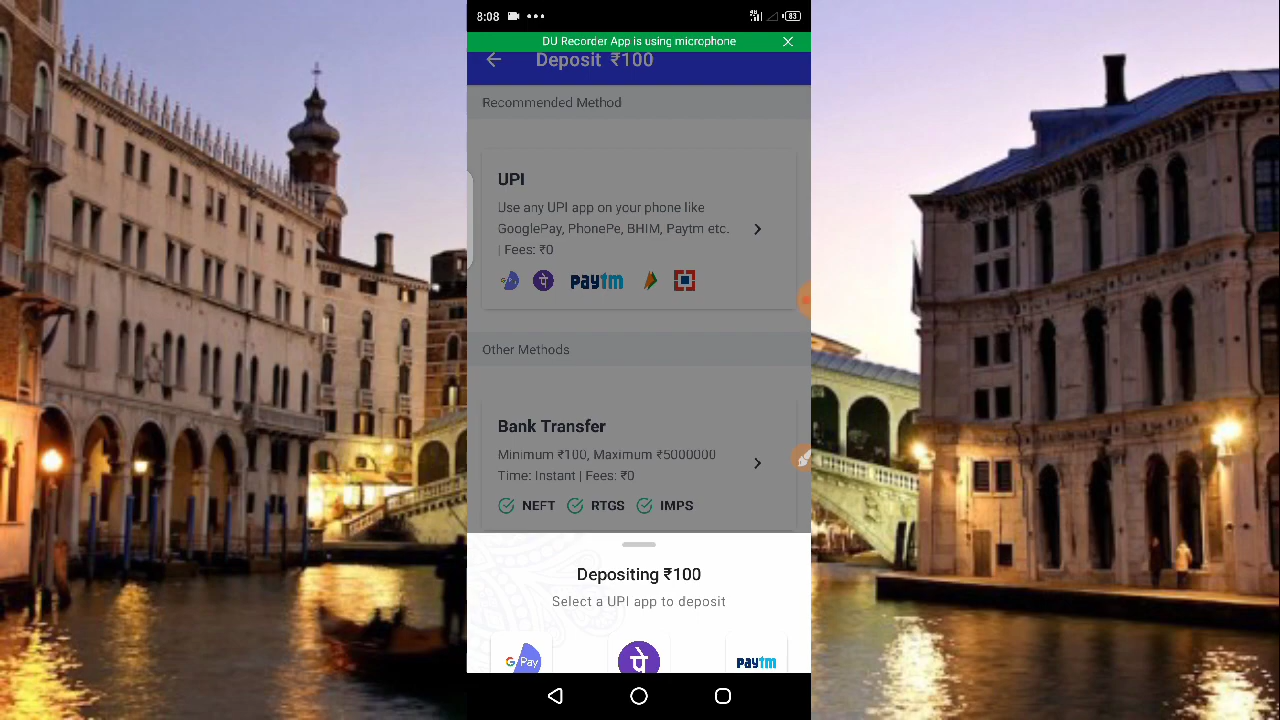 8:08
4G
83
DU Recorder App is using microphone
Deposit ₹100
Recommended Method
UPI
Use any UPI app on your phone like
GooglePay, PhonePe, BHIM, Paytm etc.
| Fees: ₹0
paytm
Other Methods
Bank Transfer
Minimum ₹100, Maximum ₹5000000
Time: Instant | Fees: ₹0
NEFT RTGS IMPS
Depositing ₹100
Select a UPI app to deposit
G Pay पे paytm